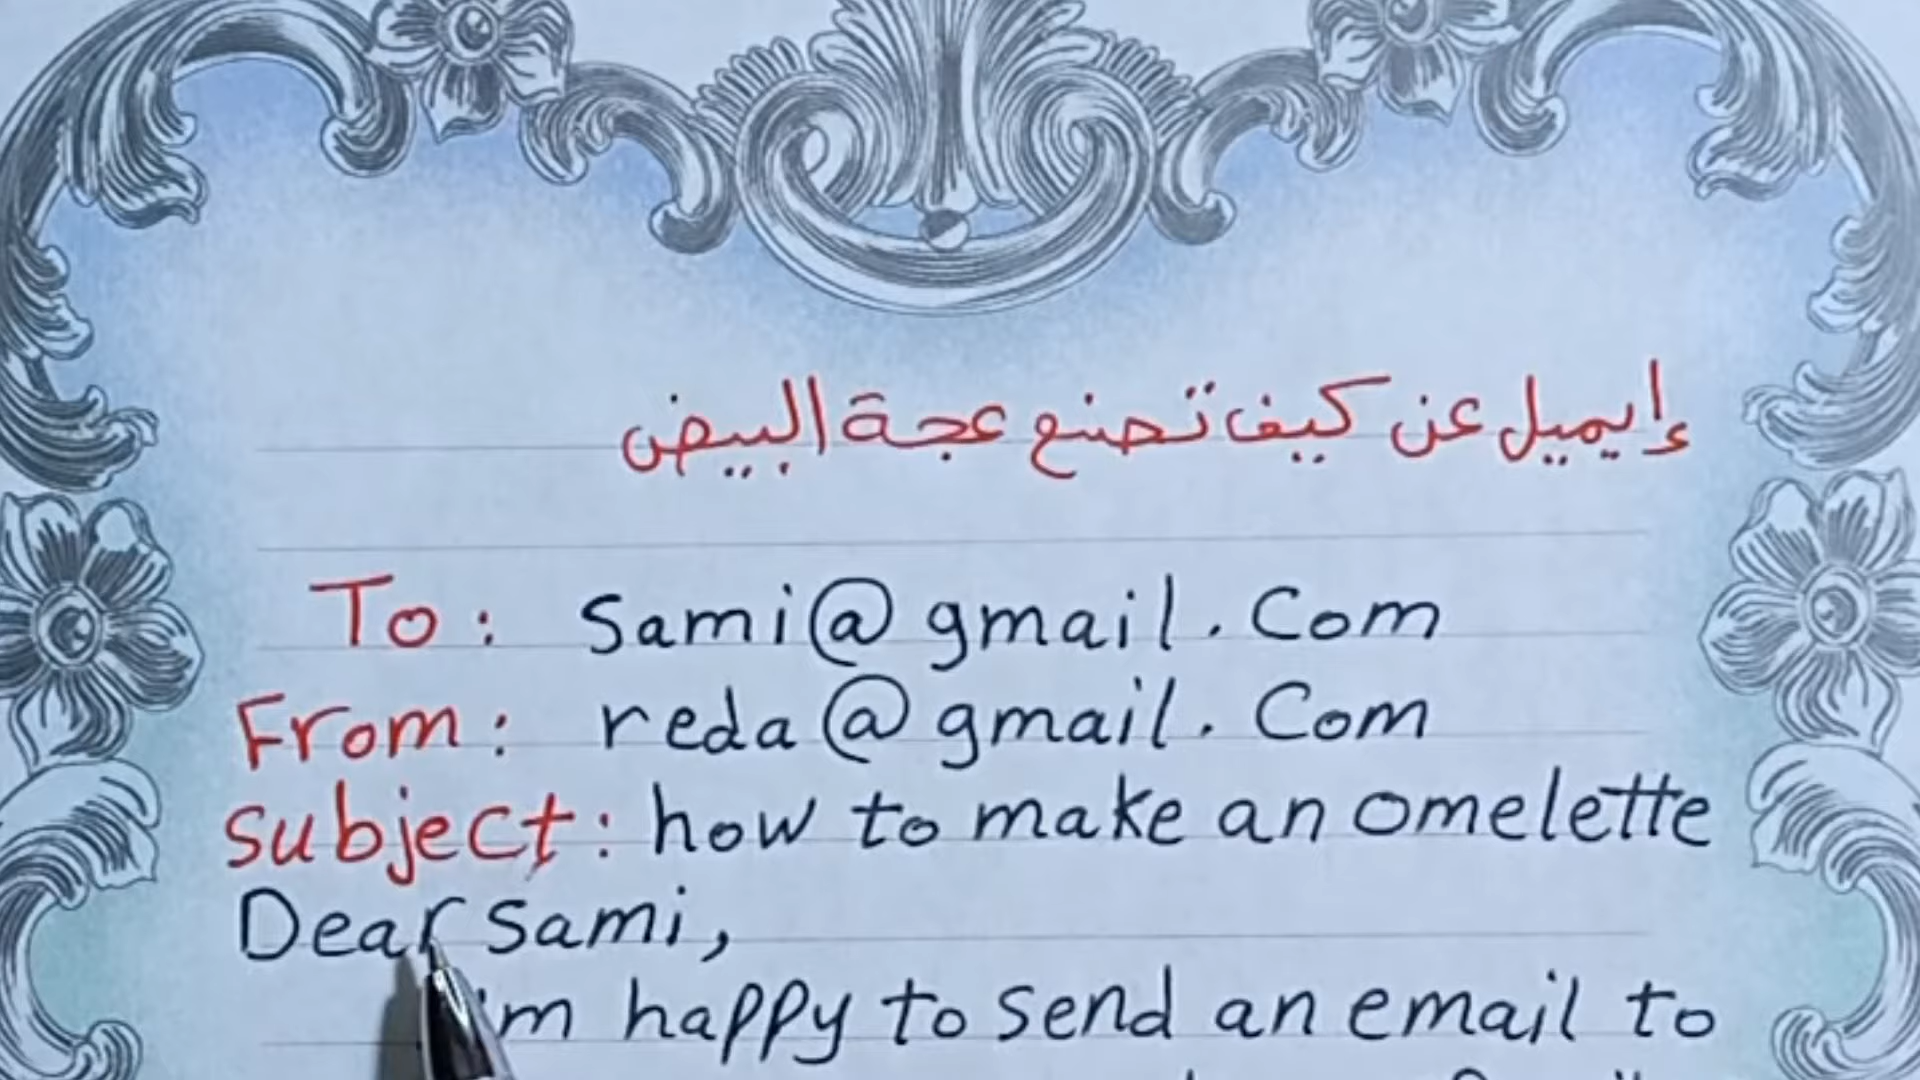 إيميل عن كيف تصنع عجة البيض
To: Sami@gmail.Com
From: reda@gmail.Com
Subject: how to make an omelette
Dear Sami,
I'm happy to send an email to